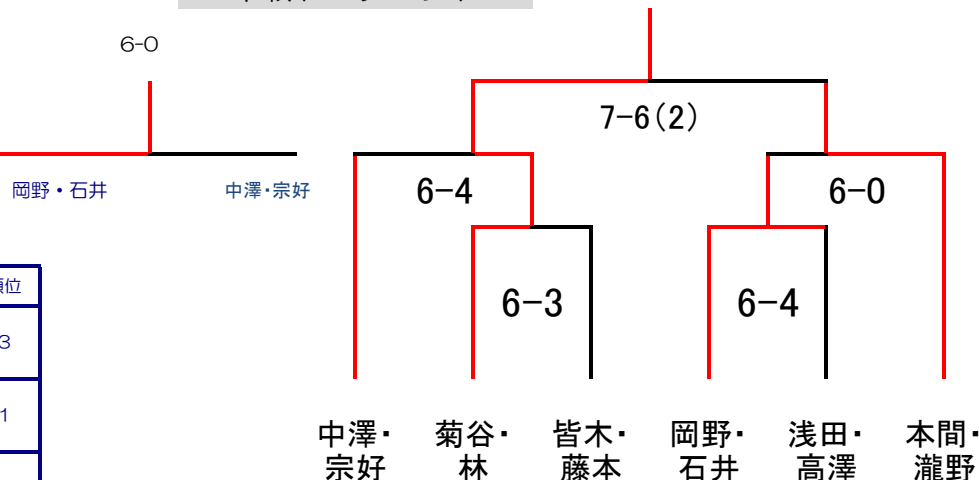 6-0
7-6(2)
岡野・石井
中澤・宗好
6-4
6-0
順位
6-3
6-4
3
1
中澤・
宗好
菊谷・
林
皆木・
藤本
岡野・
石井
浅田・
高澤
本間・
瀧野